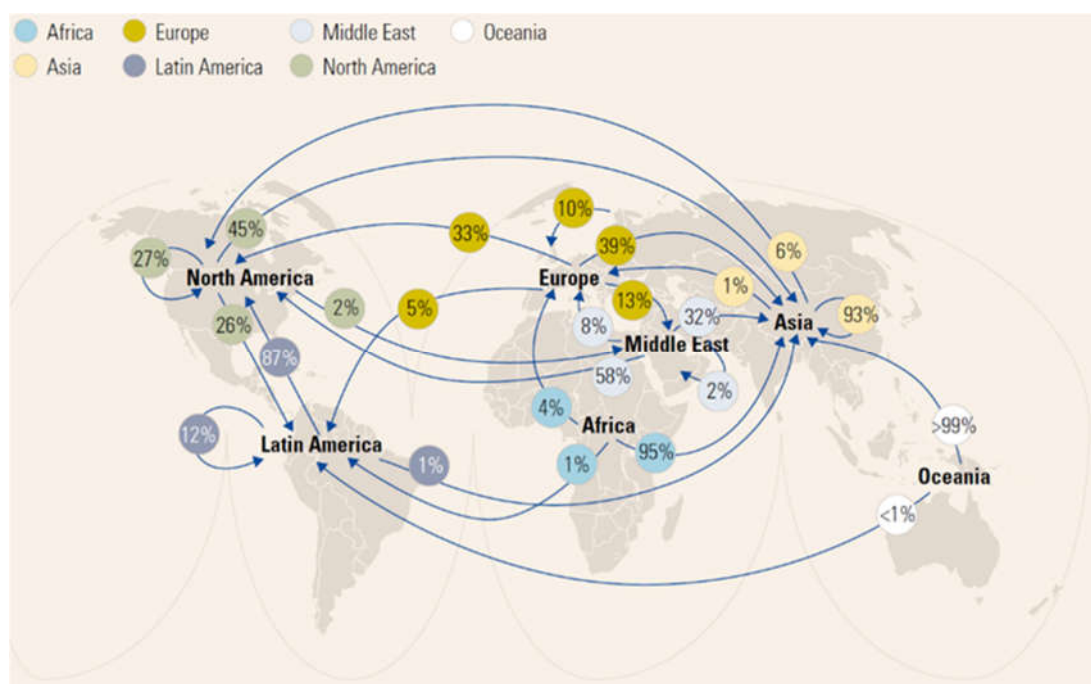 Africa Europe Middle East Oceania
Asia Latin America North America
10%
45% 33% 39% 6%
27% North America Europe 1%
2% 5% 13% 93%
26% 8% 32% Asia
87% Middle East
58% 2%
4%
12% Latin America Africa >99%
1% 1% 95%
Oceania
<1%